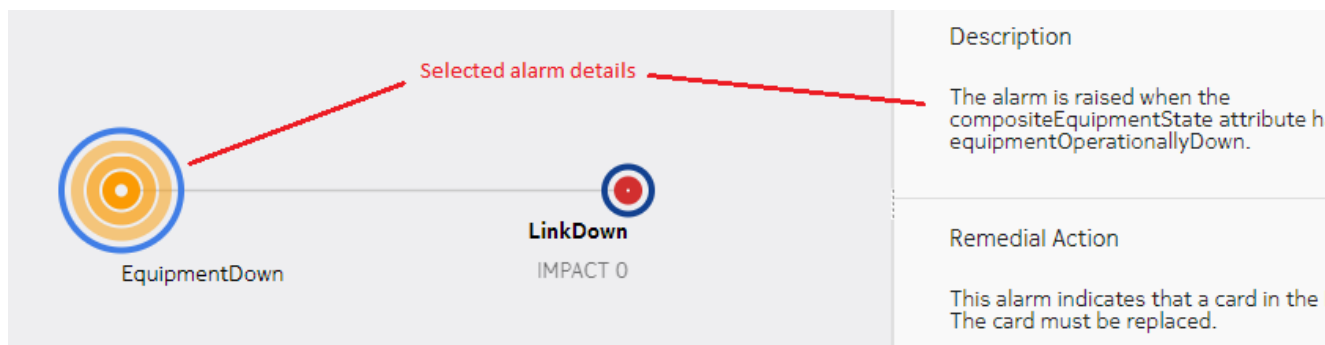 Selected alarm details
EquipmentDown
LinkDown
IMPACT 0
Description
The alarm is raised when the
compositeEquipmentState attribute h
equipmentOperationallyDown.
Remedial Action
This alarm indicates that a card in the
The card must be replaced.